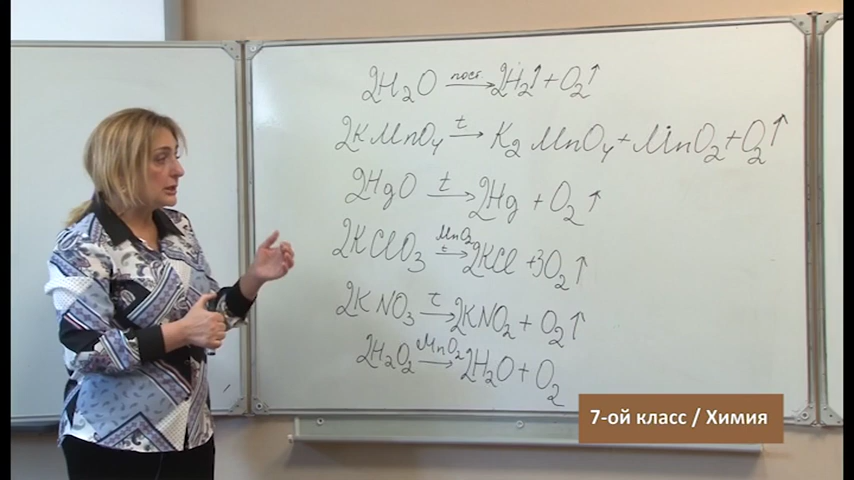 2H₂O —пост.→ 2H₂↑ + O₂↑
2KMnO₄ —t→ K₂MnO₄ + MnO₂ + O₂↑
2HgO —t→ 2Hg + O₂↑
2KClO₃ —MnO₂, t→ 2KCl + 3O₂↑
2KNO₃ —t→ 2KNO₂ + O₂↑
2H₂O₂ —MnO₂→ 2H₂O + O₂
7-ой класс / Химия